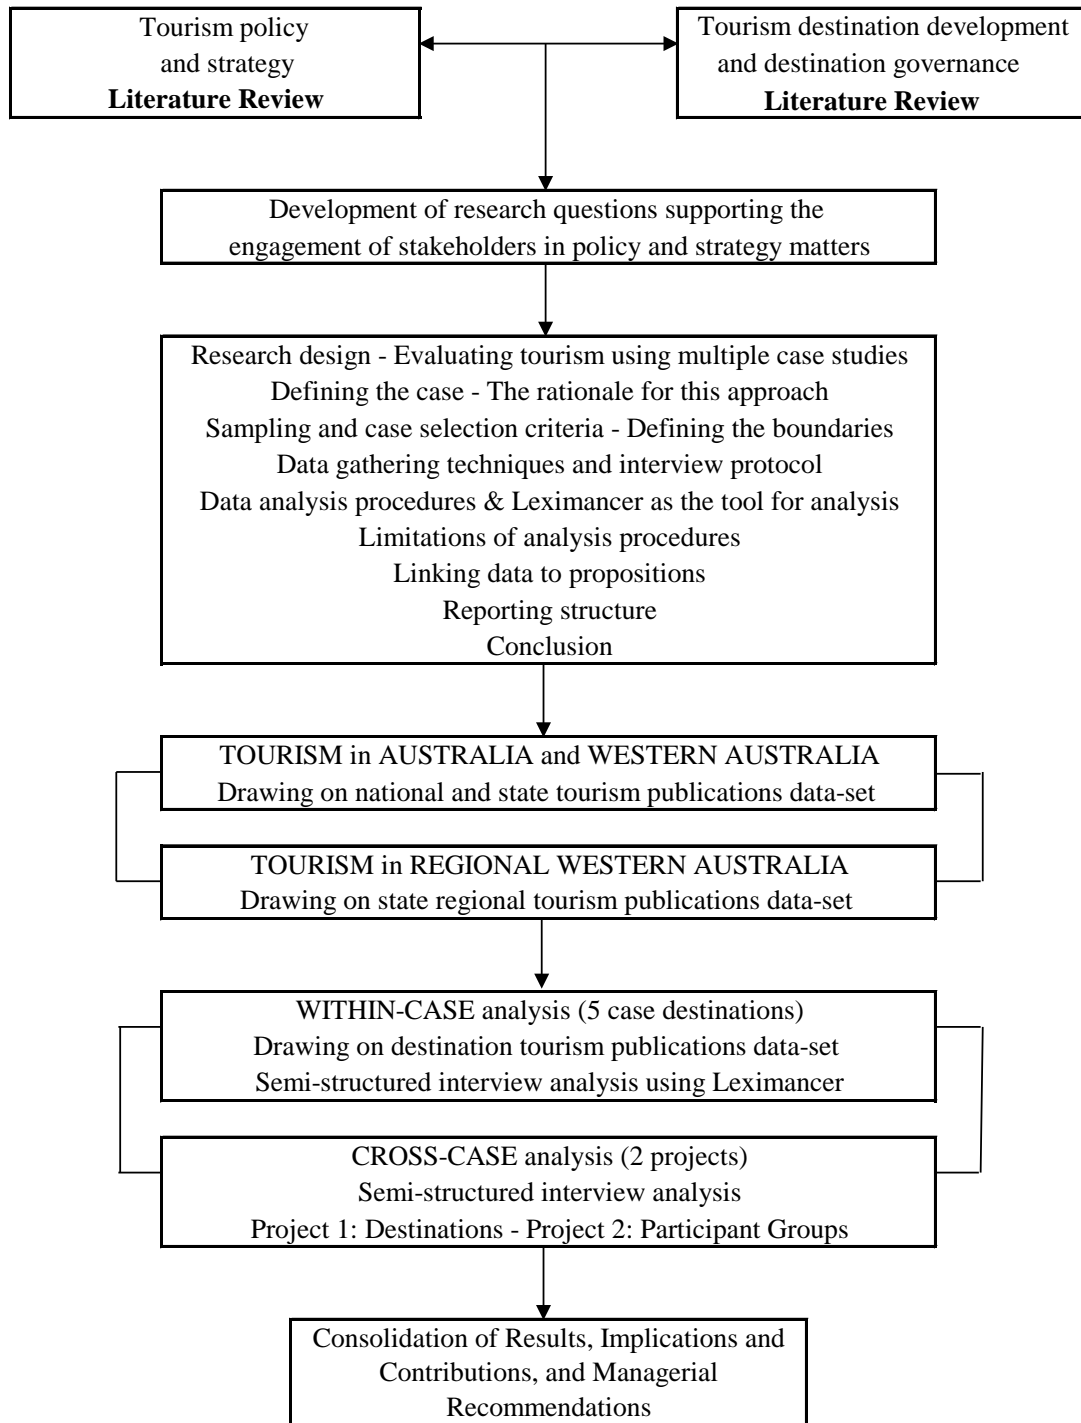 Tourism policy
and strategy
Literature Review
Tourism destination development
and destination governance
Literature Review
Development of research questions supporting the
engagement of stakeholders in policy and strategy matters
Research design - Evaluating tourism using multiple case studies
Defining the case - The rationale for this approach
Sampling and case selection criteria - Defining the boundaries
Data gathering techniques and interview protocol
Data analysis procedures & Leximancer as the tool for analysis
Limitations of analysis procedures
Linking data to propositions
Reporting structure
Conclusion
TOURISM in AUSTRALIA and WESTERN AUSTRALIA
Drawing on national and state tourism publications data-set
TOURISM in REGIONAL WESTERN AUSTRALIA
Drawing on state regional tourism publications data-set
WITHIN-CASE analysis (5 case destinations)
Drawing on destination tourism publications data-set
Semi-structured interview analysis using Leximancer
CROSS-CASE analysis (2 projects)
Semi-structured interview analysis
Project 1: Destinations - Project 2: Participant Groups
Consolidation of Results, Implications and
Contributions, and Managerial
Recommendations